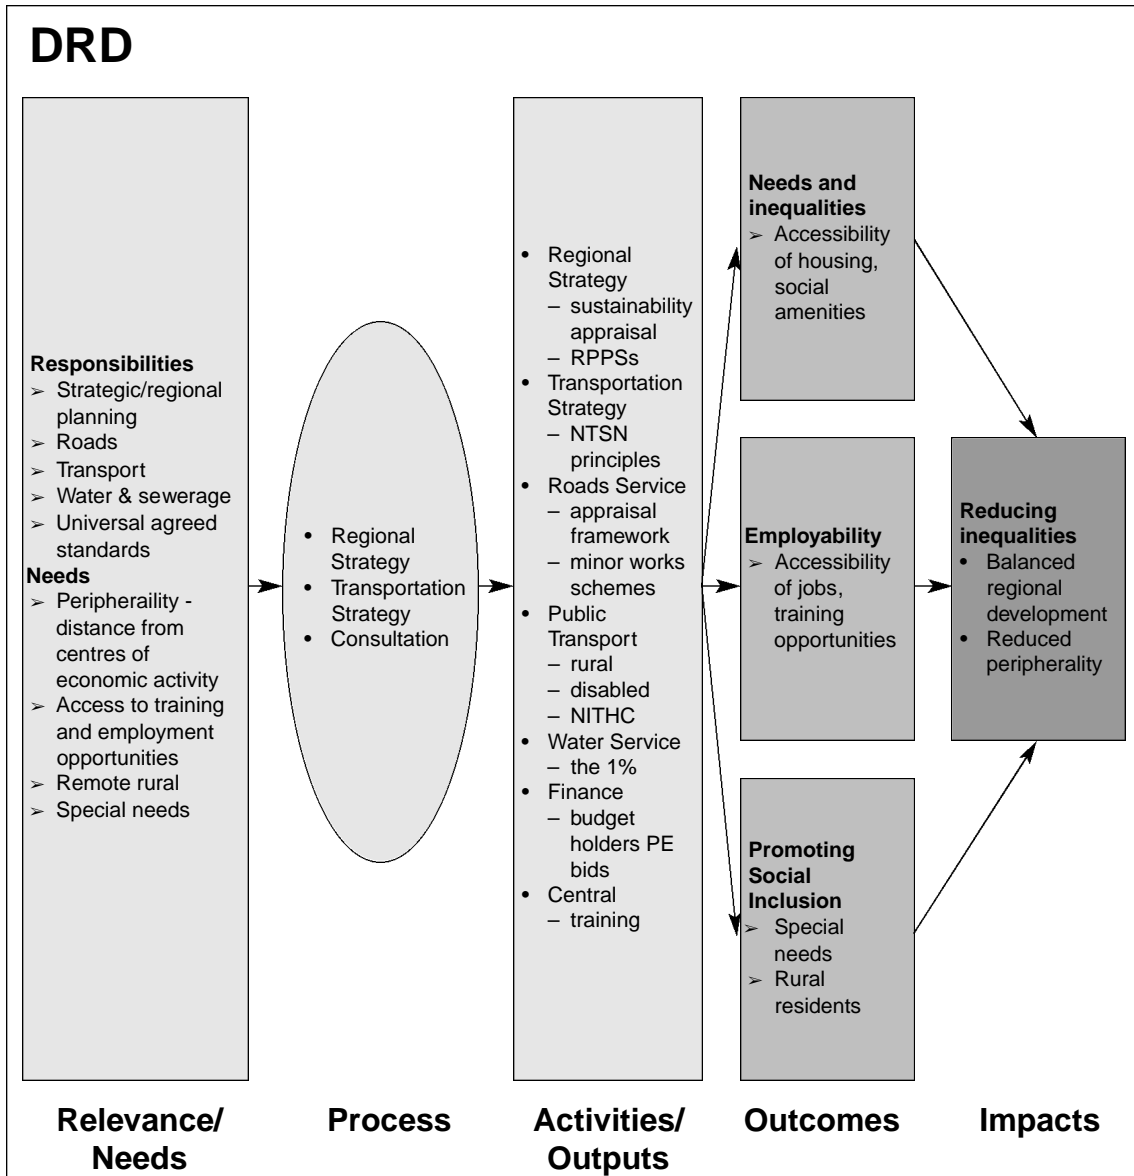 DRD
Responsibilities
➢ Strategic/regional
planning
➢ Roads
➢ Transport
➢ Water & sewerage
➢ Universal agreed
standards
Needs
➢ Peripheraility -
distance from
centres of
economic activity
➢ Access to training
and employment
opportunities
➢ Remote rural
➢ Special needs
• Regional
Strategy
• Transportation
Strategy
• Consultation
• Regional
Strategy
– sustainability
appraisal
– RPPSs
• Transportation
Strategy
– NTSN
principles
• Roads Service
– appraisal
framework
– minor works
schemes
• Public
Transport
– rural
– disabled
– NITHC
• Water Service
– the 1%
• Finance
– budget
holders PE
bids
• Central
– training
Needs and
inequalities
➢ Accessibility
of housing,
social
amenities
Employability
➢ Accessibility
of jobs,
training
opportunities
Promoting
Social
Inclusion
➢ Special
needs
➢ Rural
residents
Reducing
inequalities
• Balanced
regional
development
• Reduced
peripherality
Relevance/
Needs
Process
Activities/
Outputs
Outcomes
Impacts